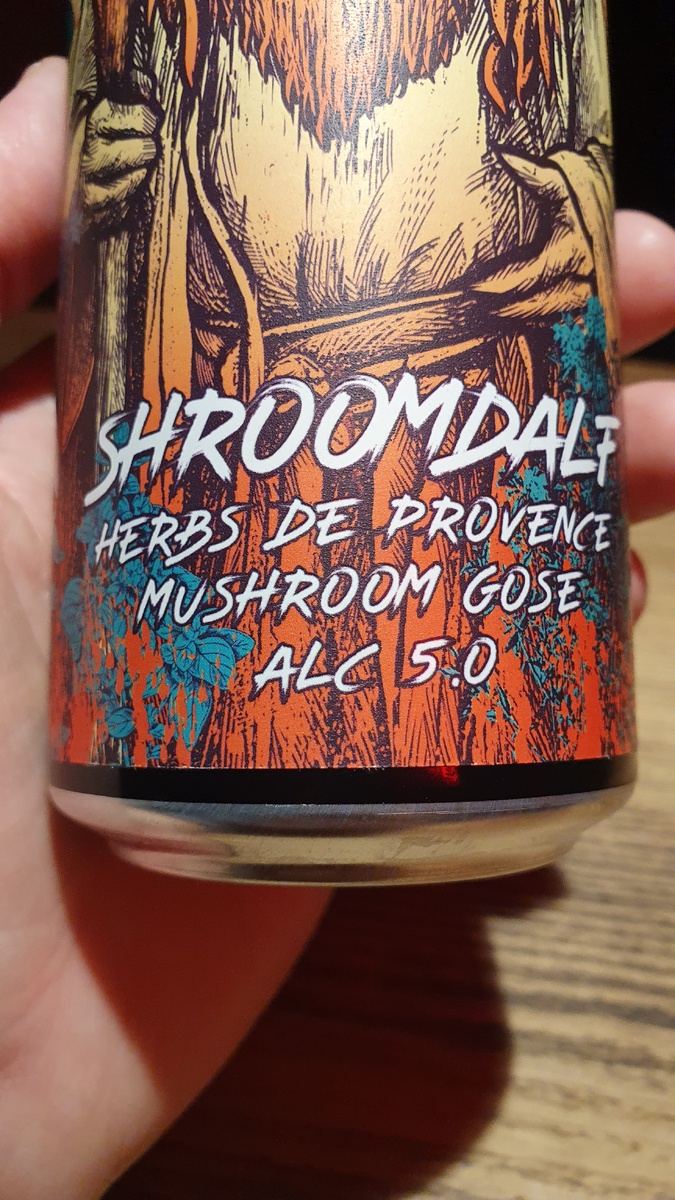 SHROOMDALF
HERBS DE PROVENCE
MUSHROOM GOSE
ALC 5.0